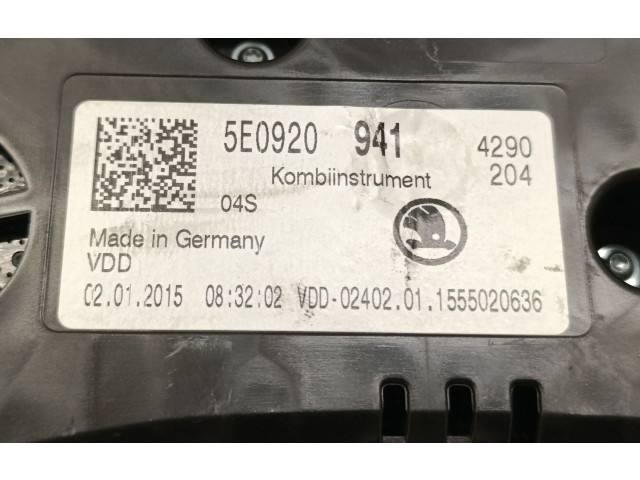 5E0920 941 4290
Kombiinstrument 204
04S
Made in Germany
VDD
02.01.2015 08:32:02 VDD-02402.01.1555020636